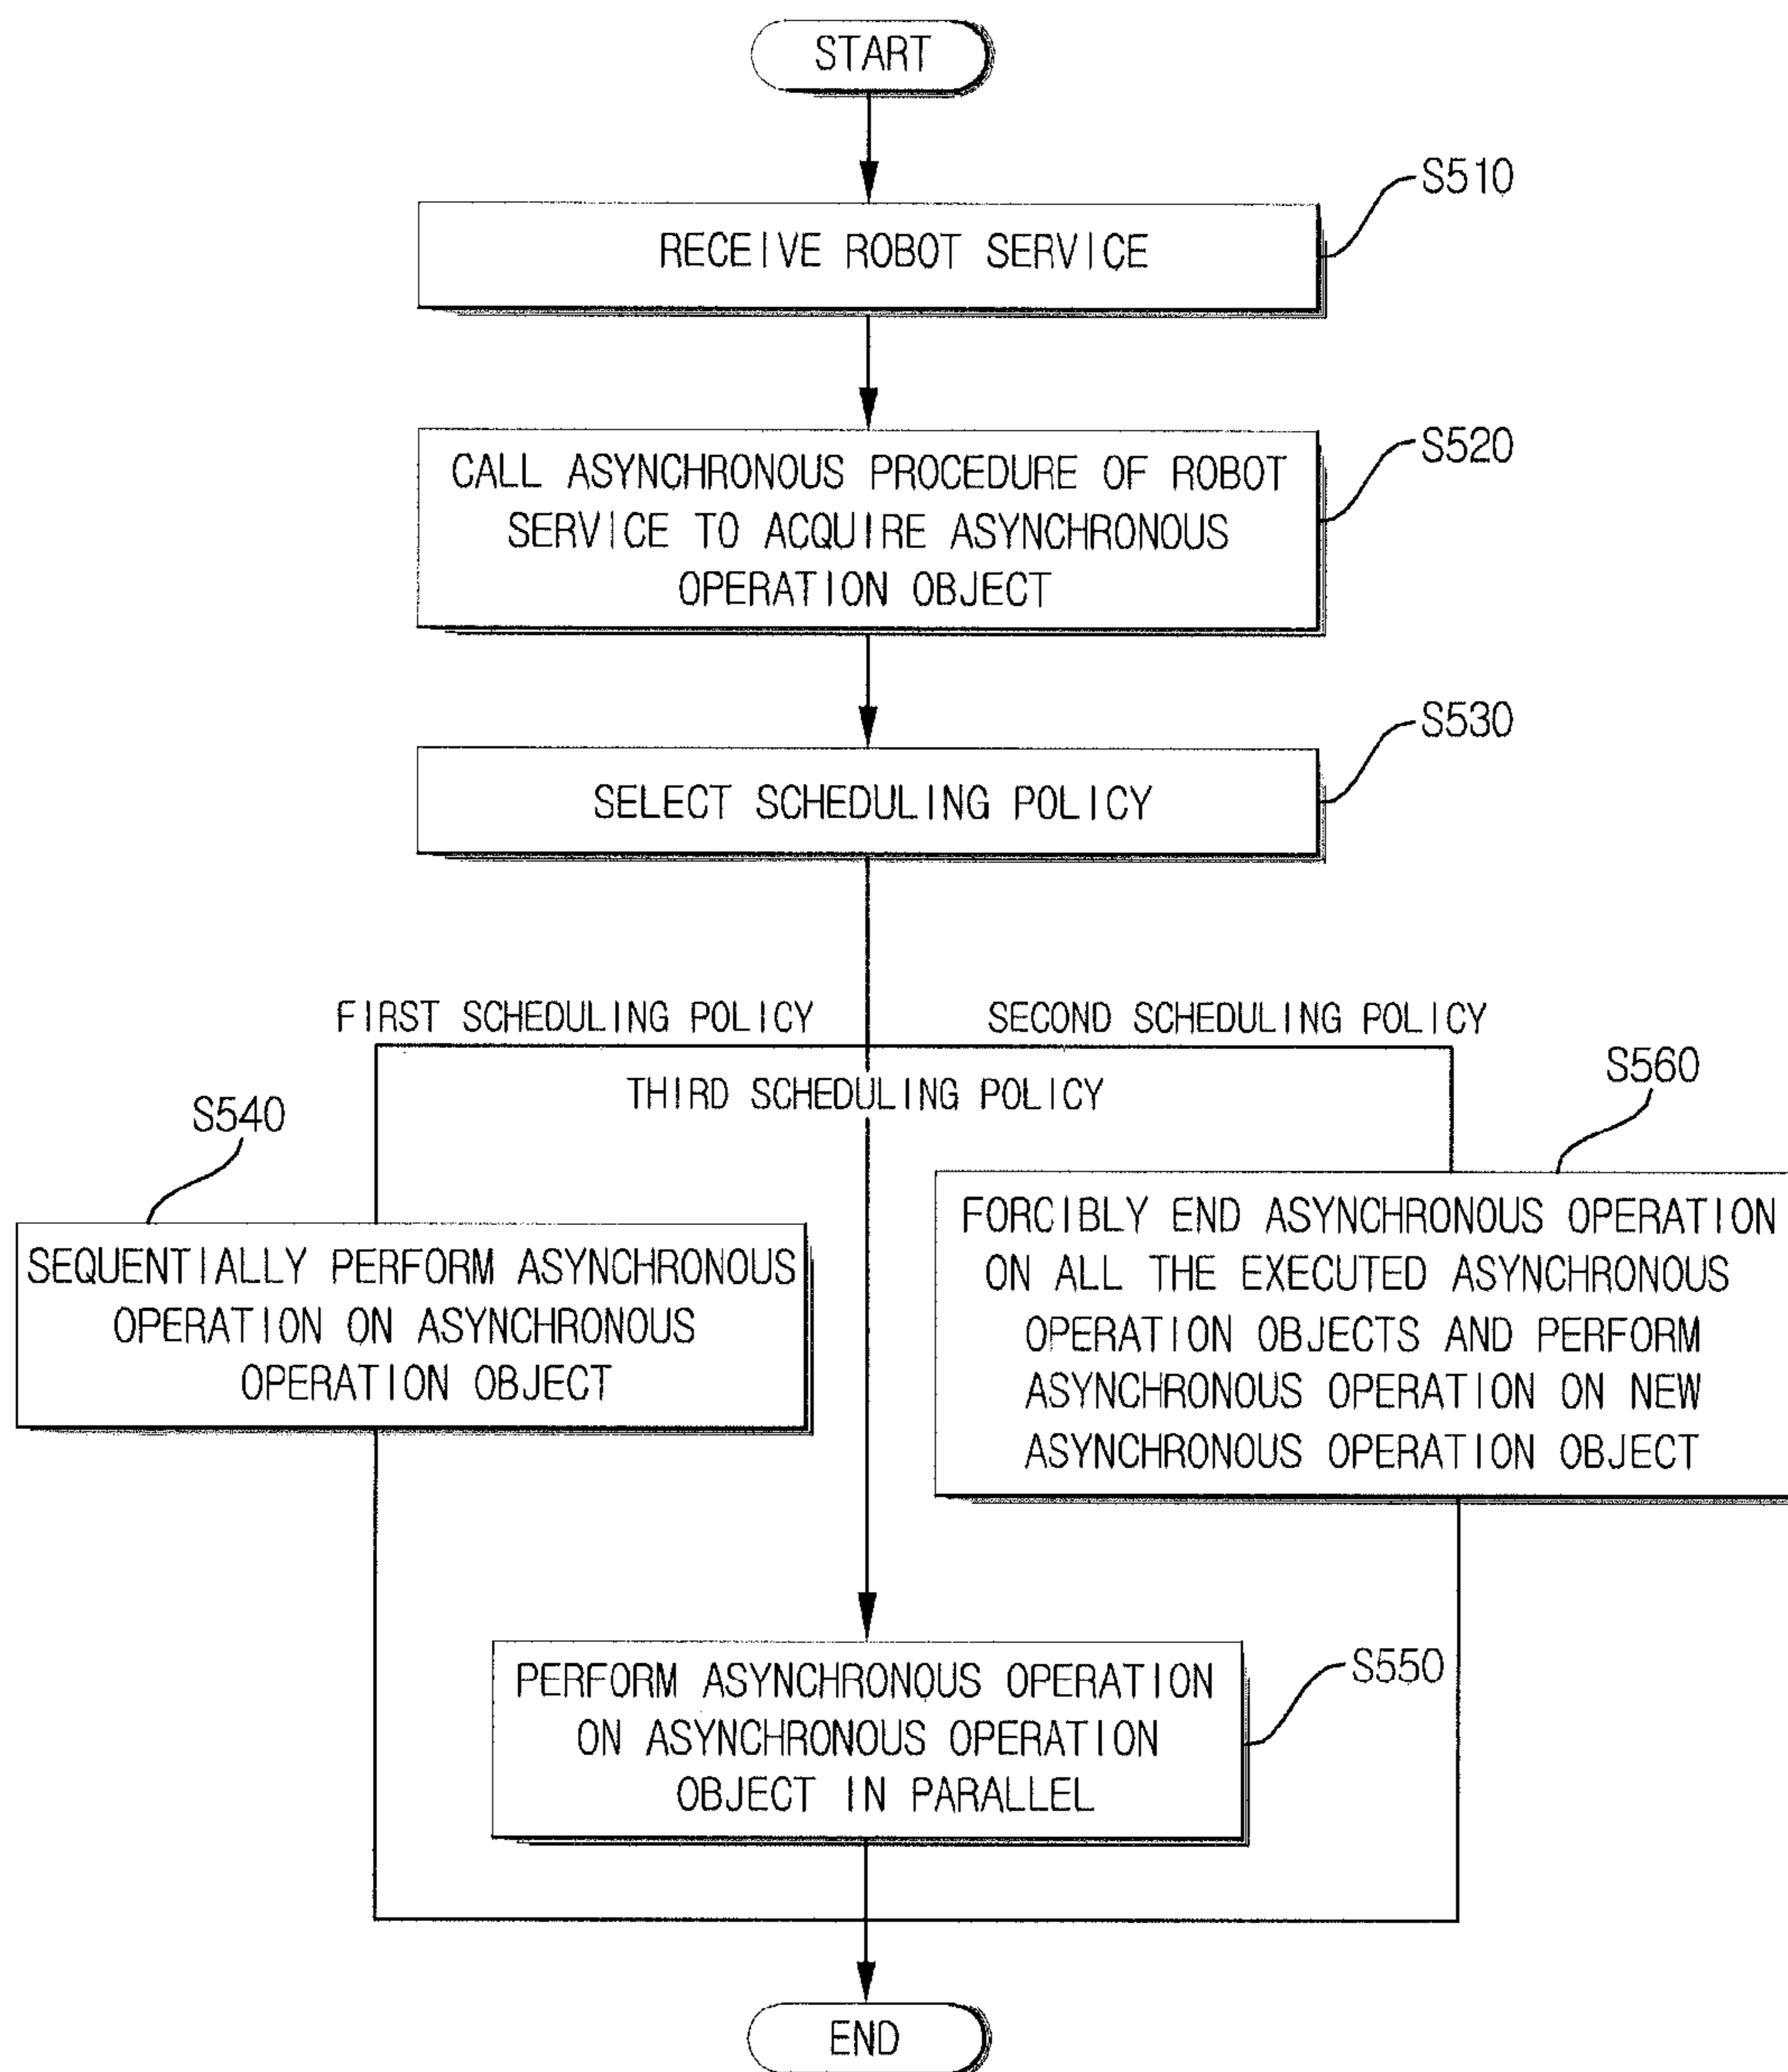 START
S510
RECEIVE ROBOT SERVICE
S520
CALL ASYNCHRONOUS PROCEDURE OF ROBOT
SERVICE TO ACQUIRE ASYNCHRONOUS
OPERATION OBJECT
S530
SELECT SCHEDULING POLICY
FIRST SCHEDULING POLICY
SECOND SCHEDULING POLICY
THIRD SCHEDULING POLICY
S540
SEQUENTIALLY PERFORM ASYNCHRONOUS
OPERATION ON ASYNCHRONOUS
OPERATION OBJECT
S560
FORCIBLY END ASYNCHRONOUS OPERATION
ON ALL THE EXECUTED ASYNCHRONOUS
OPERATION OBJECTS AND PERFORM
ASYNCHRONOUS OPERATION ON NEW
ASYNCHRONOUS OPERATION OBJECT
S550
PERFORM ASYNCHRONOUS OPERATION
ON ASYNCHRONOUS OPERATION
OBJECT IN PARALLEL
END